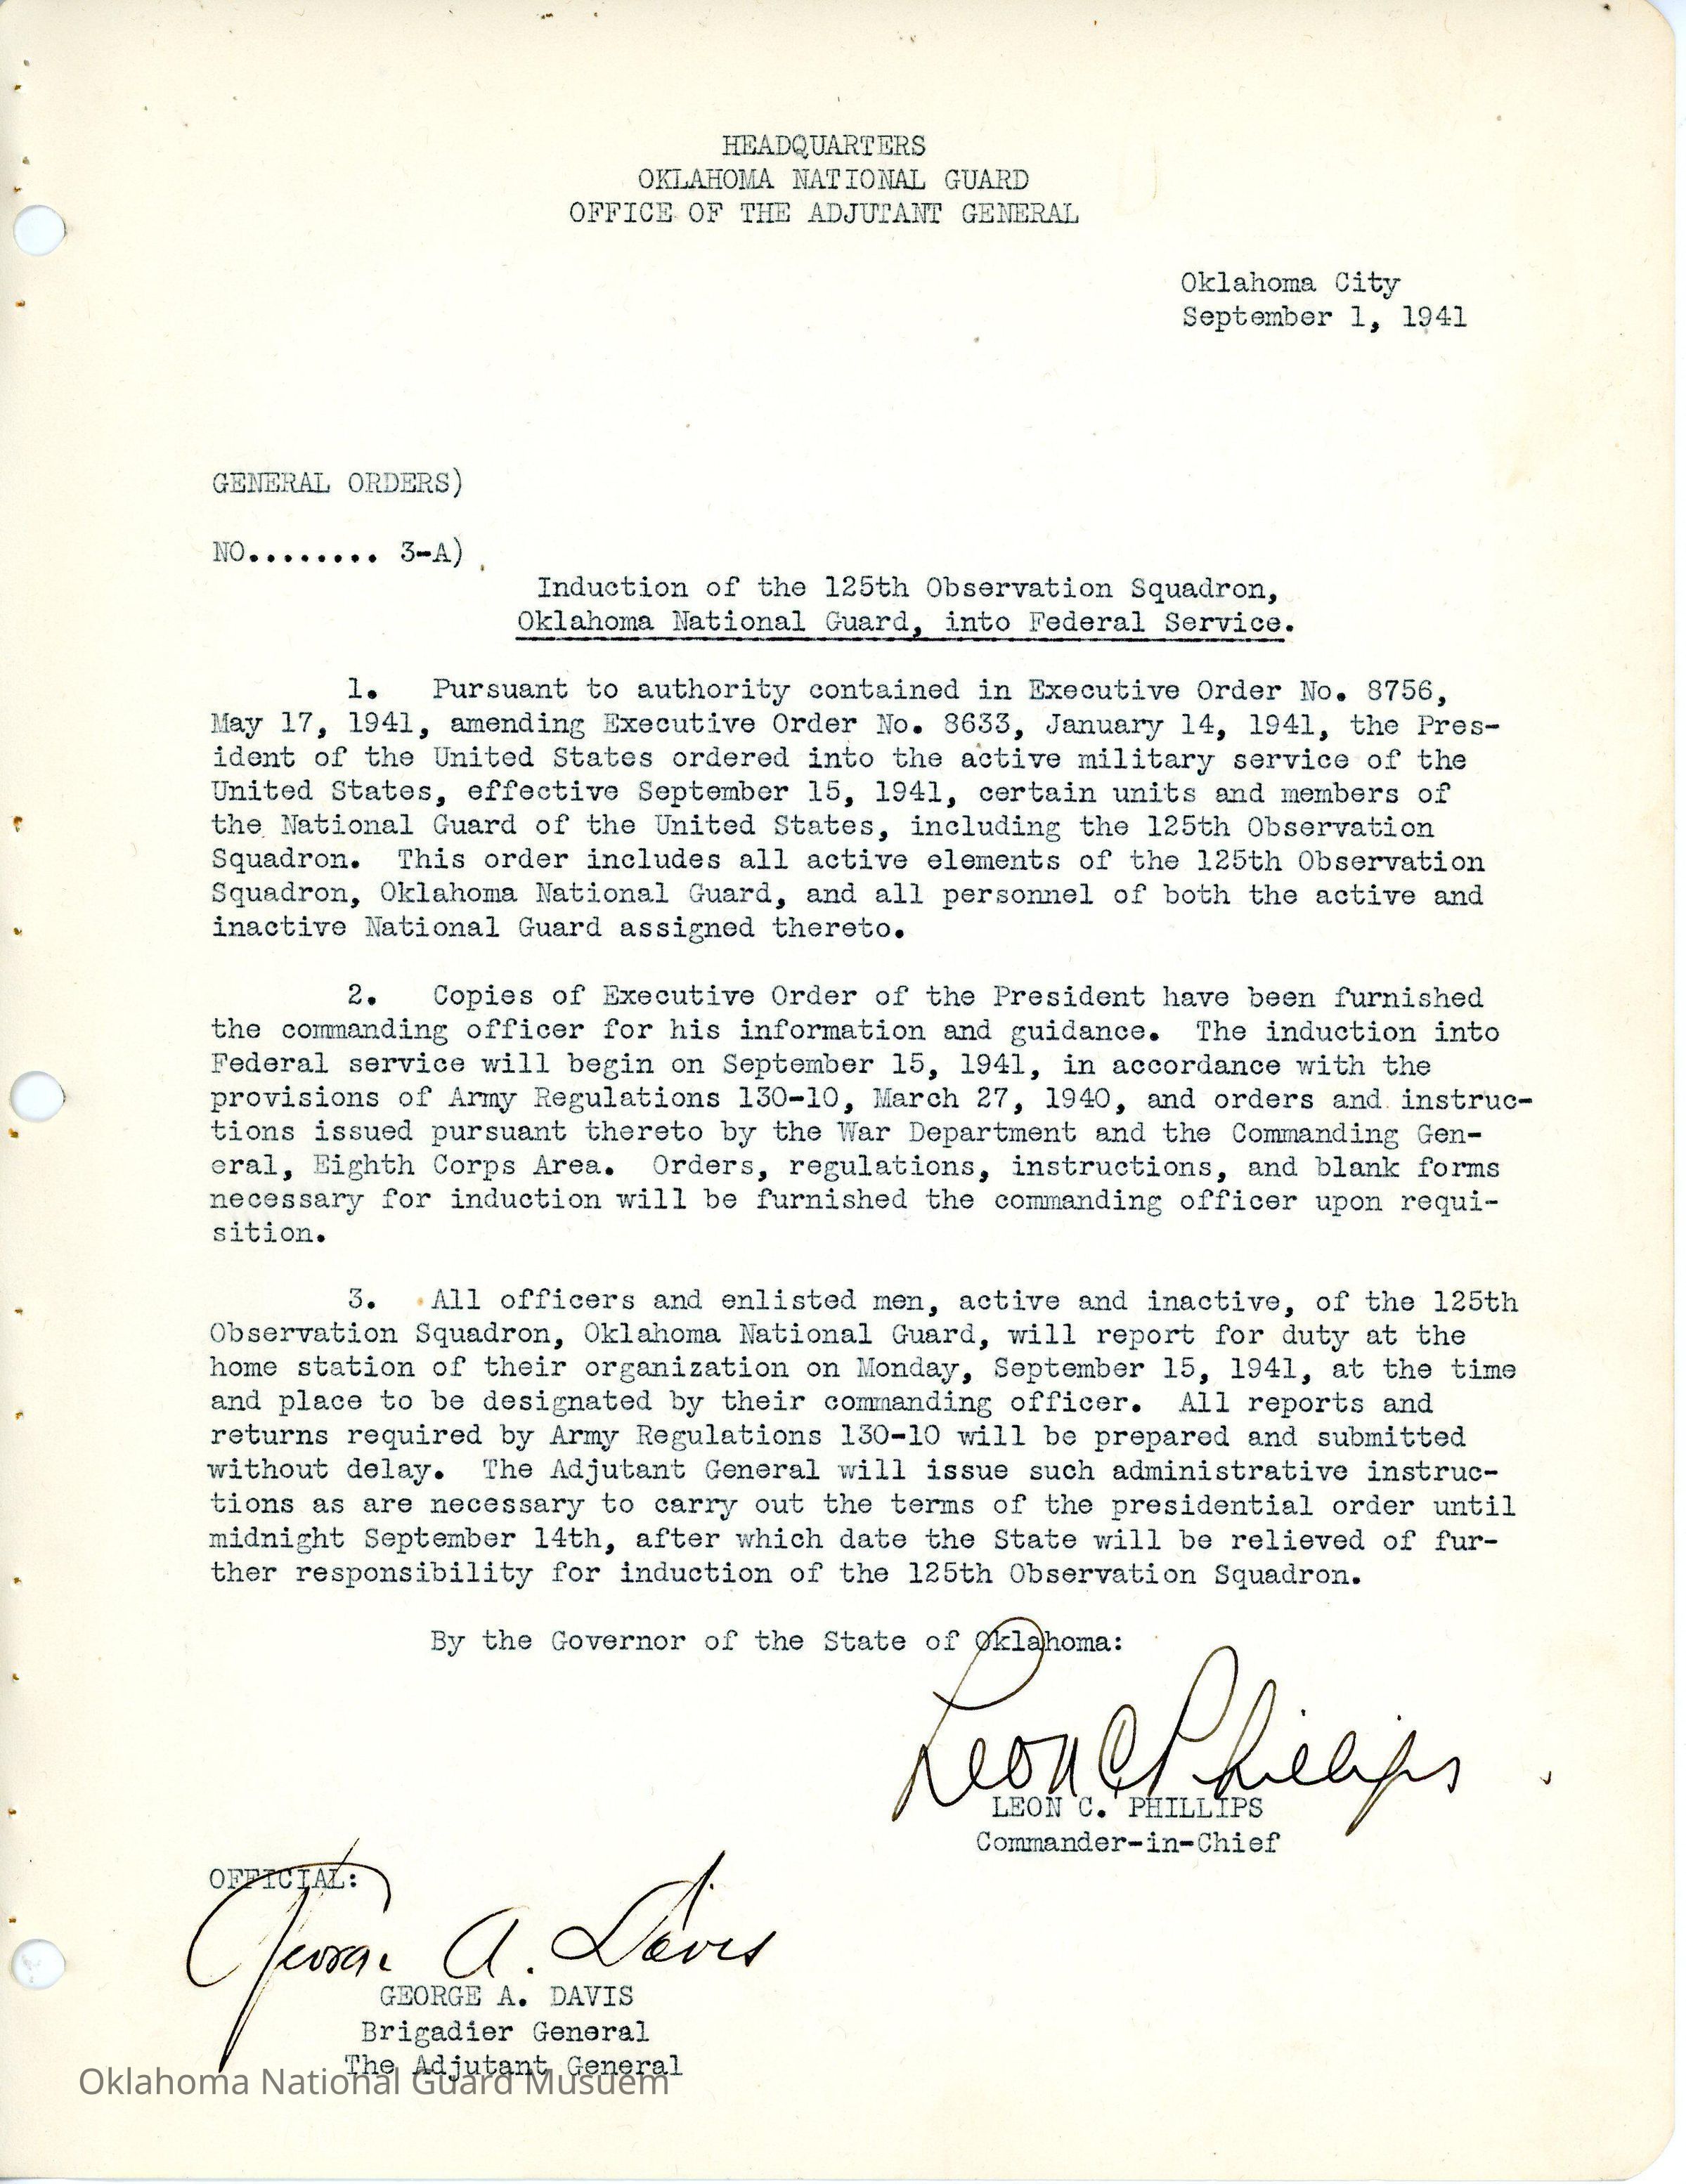 HEADQUARTERS
OKLAHOMA NATIONAL GUARD
OFFICE OF THE ADJUTANT GENERAL
Oklahoma City
September 1, 1941
GENERAL ORDERS)
NO........ 3-A)
Induction of the 125th Observation Squadron,
Oklahoma National Guard, into Federal Service.
1. Pursuant to authority contained in Executive Order No. 8756,
May 17, 1941, amending Executive Order No. 8633, January 14, 1941, the Pres-
ident of the United States ordered into the active military service of the
United States, effective September 15, 1941, certain units and members of
the National Guard of the United States, including the 125th Observation
Squadron. This order includes all active elements of the 125th Observation
Squadron, Oklahoma National Guard, and all personnel of both the active and
inactive National Guard assigned thereto.
2. Copies of Executive Order of the President have been furnished
the commanding officer for his information and guidance. The induction into
Federal service will begin on September 15, 1941, in accordance with the
provisions of Army Regulations 130-10, March 27, 1940, and orders and instruc-
tions issued pursuant thereto by the War Department and the Commanding Gen-
eral, Eighth Corps Area. Orders, regulations, instructions, and blank forms
necessary for induction will be furnished the commanding officer upon requi-
sition.
3. All officers and enlisted men, active and inactive, of the 125th
Observation Squadron, Oklahoma National Guard, will report for duty at the
home station of their organization on Monday, September 15, 1941, at the time
and place to be designated by their commanding officer. All reports and
returns required by Army Regulations 130-10 will be prepared and submitted
without delay. The Adjutant General will issue such administrative instruc-
tions as are necessary to carry out the terms of the presidential order until
midnight September 14th, after which date the State will be relieved of fur-
ther responsibility for induction of the 125th Observation Squadron.
By the Governor of the State of Oklahoma:
Leon C Phillips
LEON C. PHILLIPS
Commander-in-Chief
OFFICIAL:
George A. Davis
GEORGE A. DAVIS
Brigadier General
The Adjutant General
Oklahoma National Guard Musuem